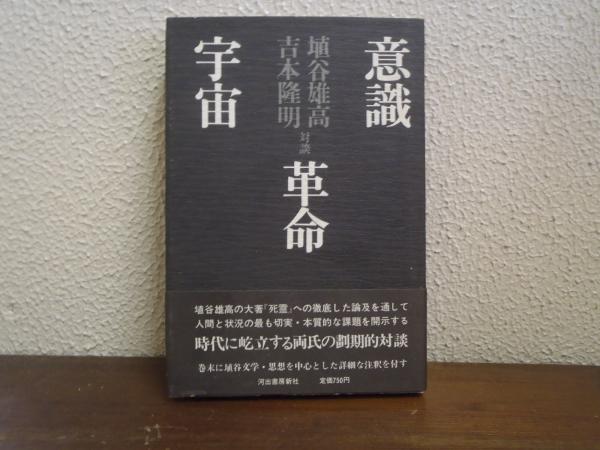 意識
革命
宇宙
埴谷雄高
吉本隆明
対談
埴谷雄高の大著『死霊』への徹底した論及を通して
人間と状況の最も切実・本質的な課題を開示する
時代に屹立する両氏の劃期的対談
巻末に埴谷文学・思想を中心とした詳細な注釈を付す
河出書房新社 定価750円